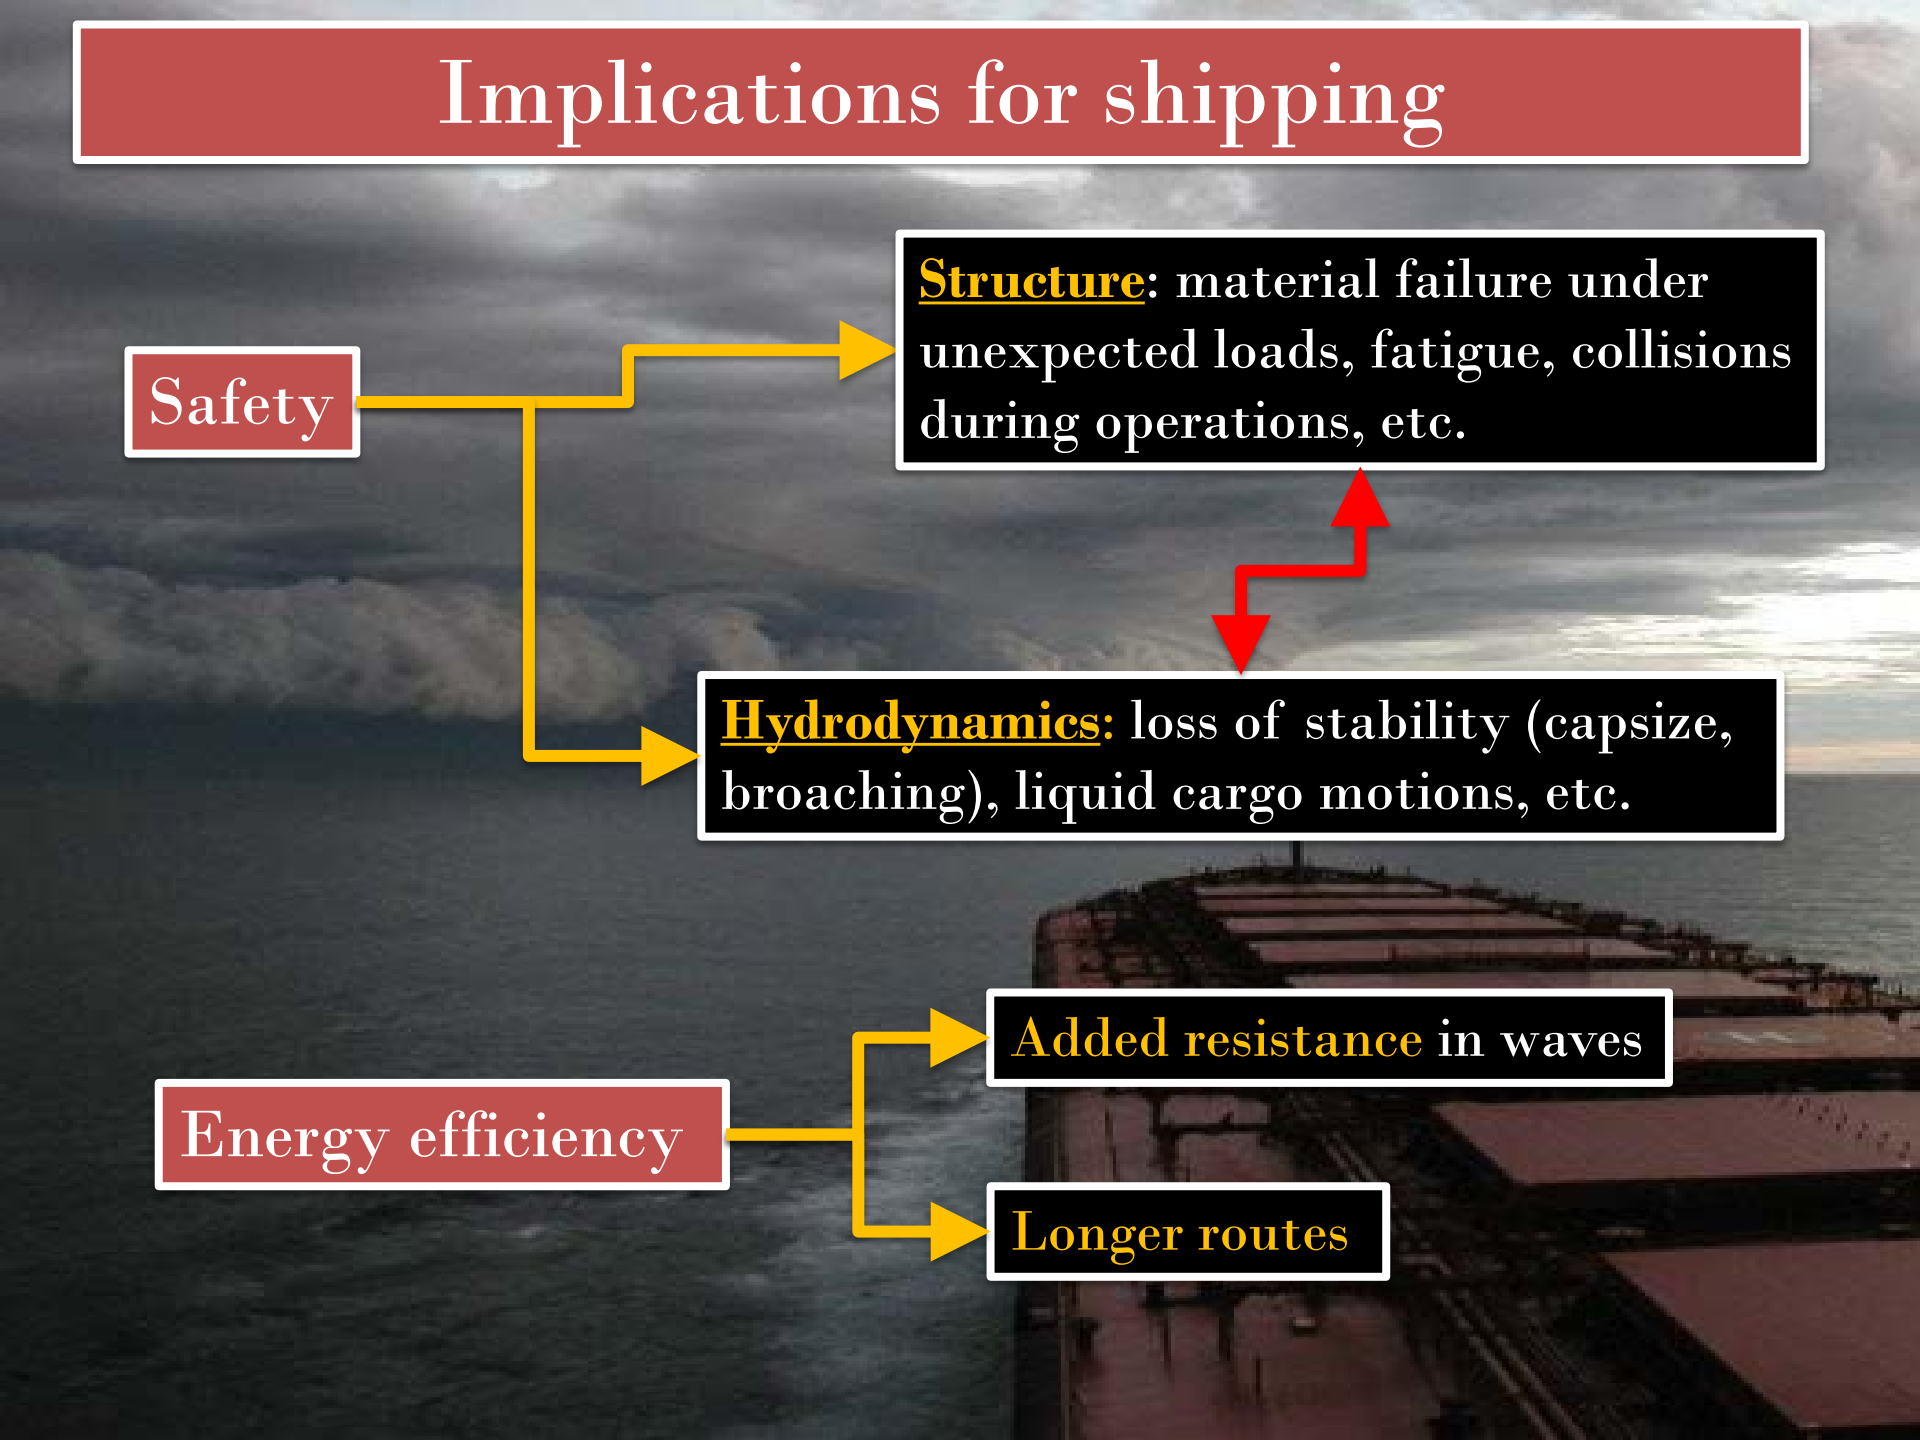 Implications for shipping
Safety
Structure: material failure under
unexpected loads, fatigue, collisions
during operations, etc.
Hydrodynamics: loss of stability (capsize,
broaching), liquid cargo motions, etc.
Energy efficiency
Added resistance in waves
Longer routes